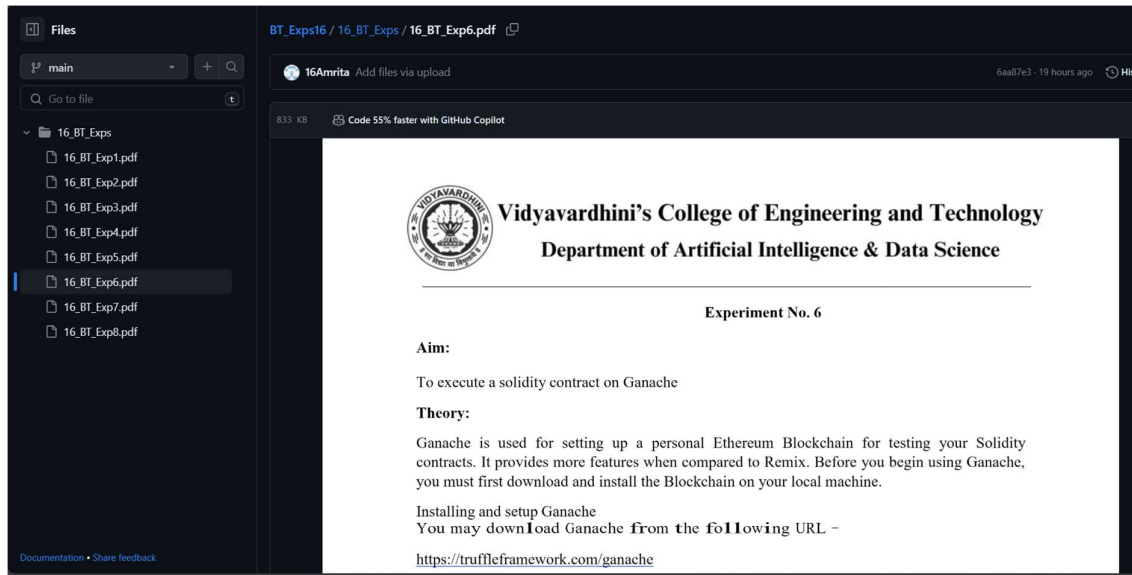 Files
main
Go to file
t
16_BT_Exps
16_BT_Exp1.pdf
16_BT_Exp2.pdf
16_BT_Exp3.pdf
16_BT_Exp4.pdf
16_BT_Exp5.pdf
16_BT_Exp6.pdf
16_BT_Exp7.pdf
16_BT_Exp8.pdf
Documentation • Share feedback
BT_Exps16 / 16_BT_Exps / 16_BT_Exp6.pdf
16Amrita Add files via upload
6aa87e3 · 19 hours ago His
833 KB Code 55% faster with GitHub Copilot
VIDYAVARDHINI
Vidyavardhini's College of Engineering and Technology
Department of Artificial Intelligence & Data Science
Experiment No. 6
Aim:
To execute a solidity contract on Ganache
Theory:
Ganache is used for setting up a personal Ethereum Blockchain for testing your Solidity
contracts. It provides more features when compared to Remix. Before you begin using Ganache,
you must first download and install the Blockchain on your local machine.
Installing and setup Ganache
You may download Ganache from the following URL −
https://truffleframework.com/ganache